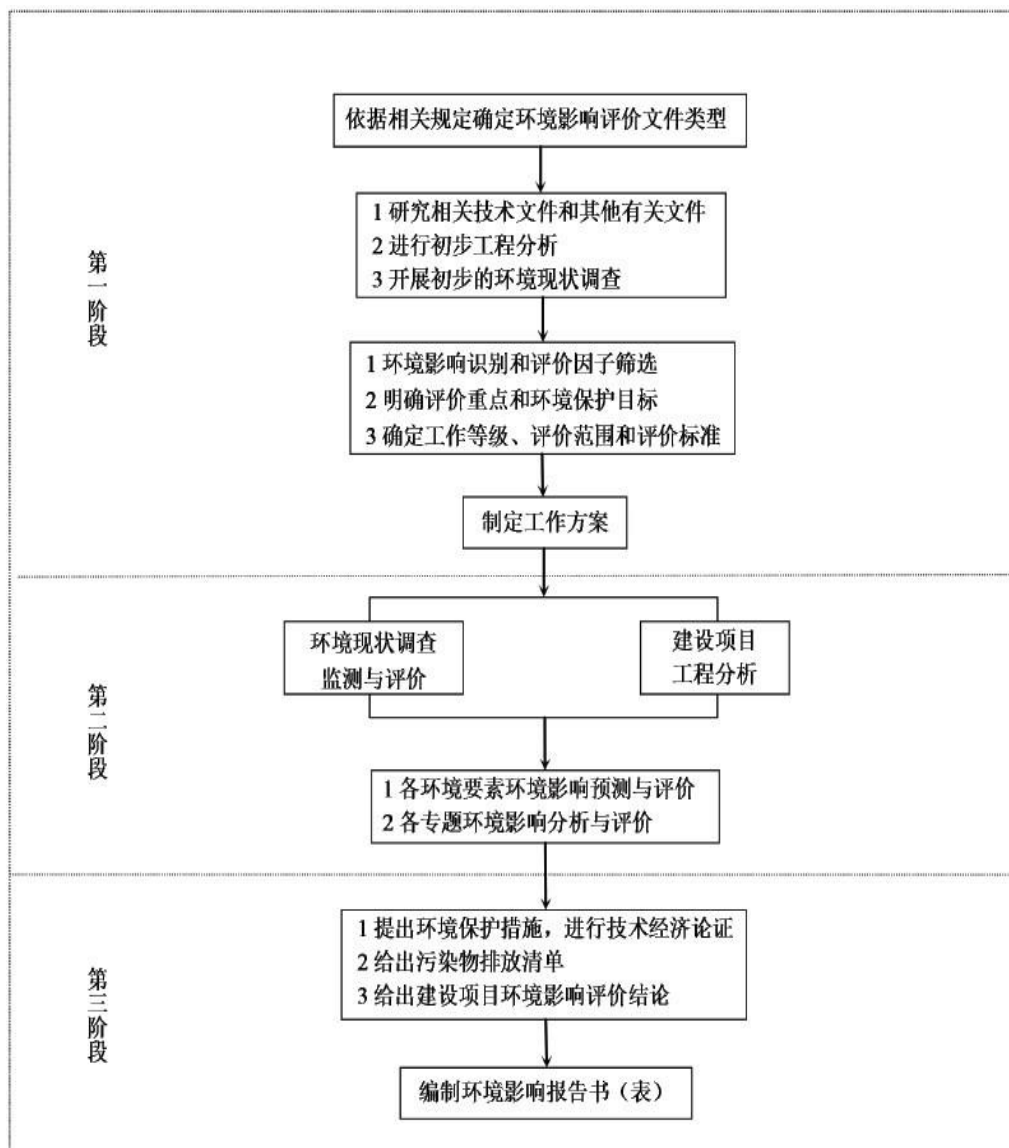 依据相关规定确定环境影响评价文件类型
1 研究相关技术文件和其他有关文件
2 进行初步工程分析
3 开展初步的环境现状调查
第一阶段
1 环境影响识别和评价因子筛选
2 明确评价重点和环境保护目标
3 确定工作等级、评价范围和评价标准
制定工作方案
环境现状调查
监测与评价
建设项目
工程分析
第二阶段
1 各环境要素环境影响预测与评价
2 各专题环境影响分析与评价
1 提出环境保护措施，进行技术经济论证
2 给出污染物排放清单
3 给出建设项目环境影响评价结论
第三阶段
编制环境影响报告书（表）